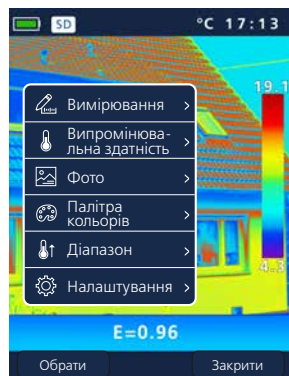 SD °C 17:13
19.1
Вимірювання
Випромінюва-
льна здатність
Фото
Палітра
кольорів
Діапазон
Налаштування
4.3
E=0.96
Обрати Закрити